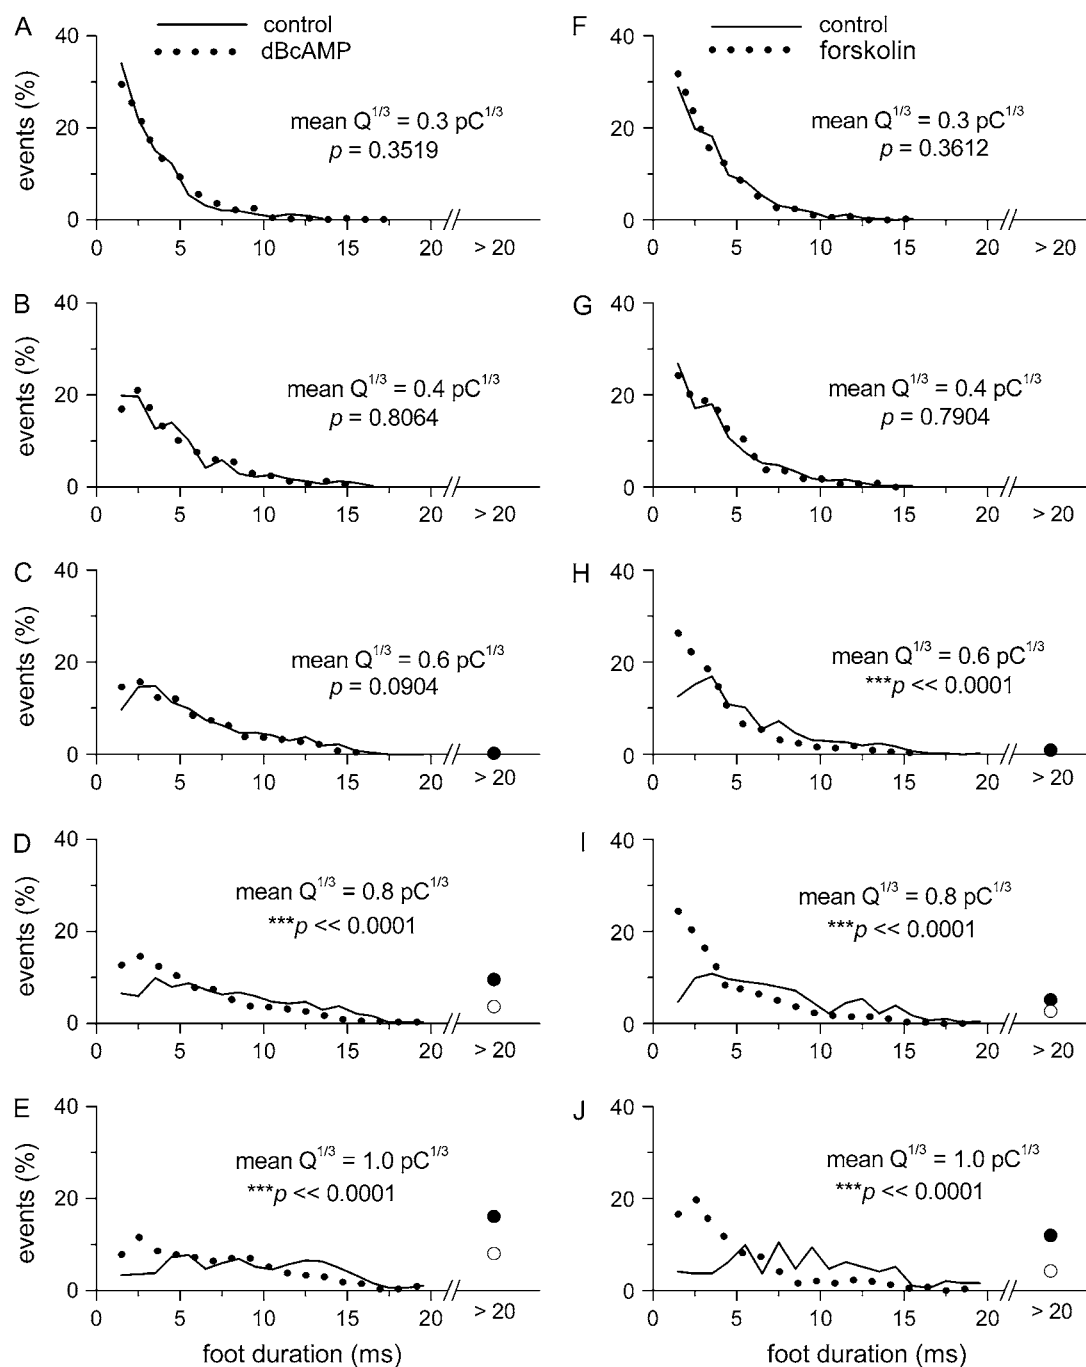 A
control
dBcAMP
events (%)
40
20
0
mean Q^1/3 = 0.3 pC^1/3
p = 0.3519
0 5 10 15 20 > 20
F
control
forskolin
40
20
0
mean Q^1/3 = 0.3 pC^1/3
p = 0.3612
0 5 10 15 20 > 20
B
events (%)
40
20
0
mean Q^1/3 = 0.4 pC^1/3
p = 0.8064
0 5 10 15 20 > 20
G
40
20
0
mean Q^1/3 = 0.4 pC^1/3
p = 0.7904
0 5 10 15 20 > 20
C
events (%)
40
20
0
mean Q^1/3 = 0.6 pC^1/3
p = 0.0904
0 5 10 15 20 > 20
H
40
20
0
mean Q^1/3 = 0.6 pC^1/3
***p << 0.0001
0 5 10 15 20 > 20
D
events (%)
40
20
0
mean Q^1/3 = 0.8 pC^1/3
***p << 0.0001
0 5 10 15 20 > 20
I
40
20
0
mean Q^1/3 = 0.8 pC^1/3
***p << 0.0001
0 5 10 15 20 > 20
E
events (%)
40
20
0
mean Q^1/3 = 1.0 pC^1/3
***p << 0.0001
0 5 10 15 20 > 20
foot duration (ms)
J
40
20
0
mean Q^1/3 = 1.0 pC^1/3
***p << 0.0001
0 5 10 15 20 > 20
foot duration (ms)